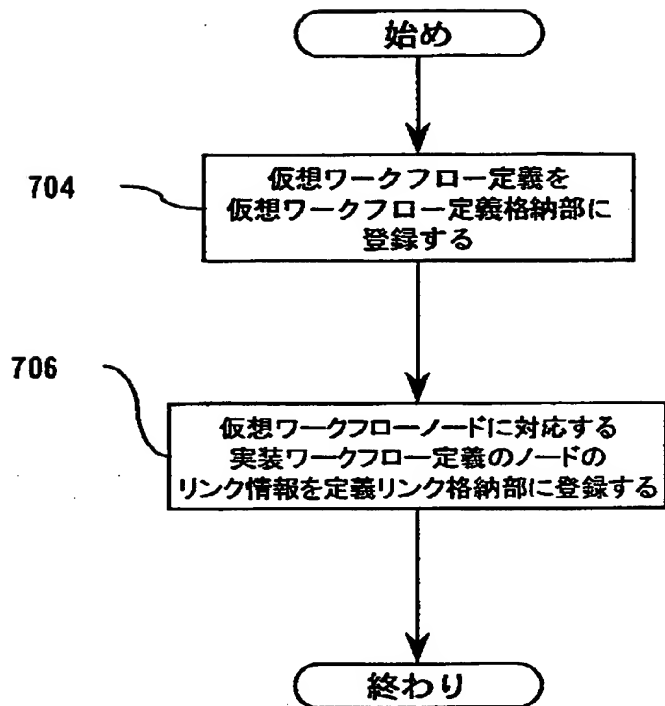 始め
704
仮想ワークフロー定義を
仮想ワークフロー定義格納部に
登録する
706
仮想ワークフローノードに対応する
実装ワークフロー定義のノードの
リンク情報を定義リンク格納部に登録する
終わり